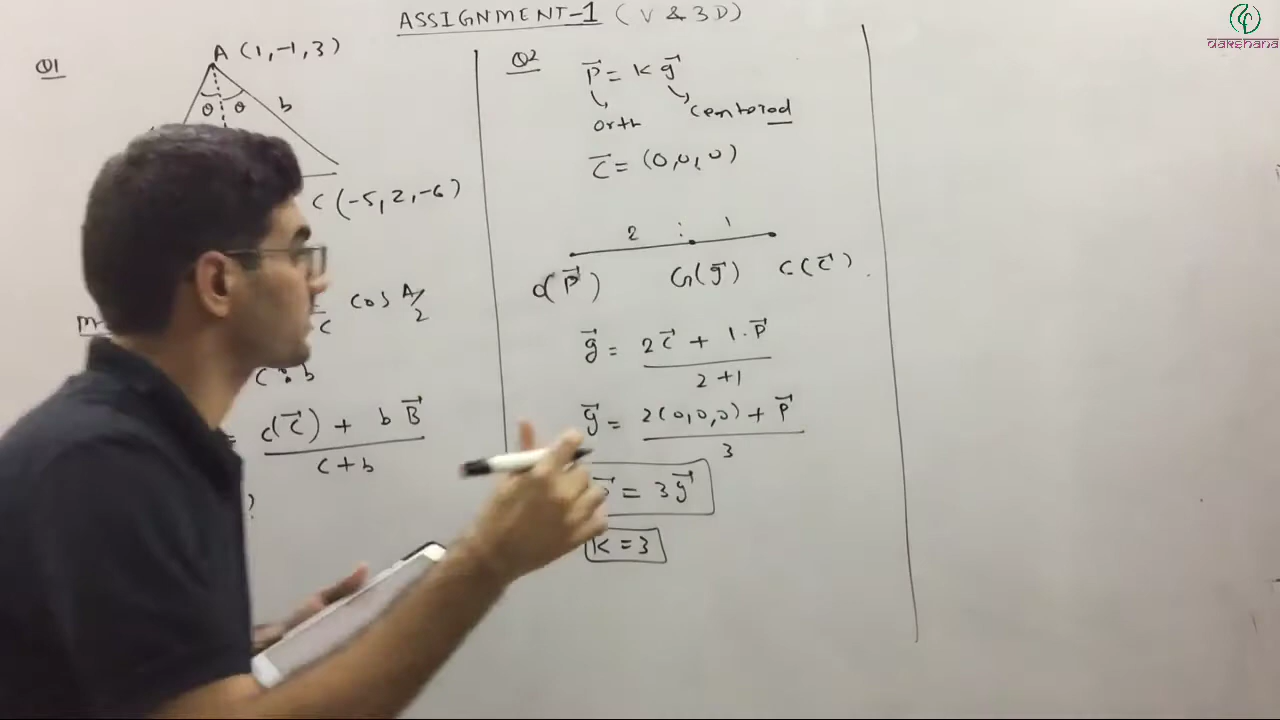 ASSIGNMENT-1 (V & 3D)
dakshana
Q1
A (1,-1,3)
θ θ
b
C (-5,2,-6)
cos A/2
c : b
= c(c⃗) + b B⃗
c+b
Q2
p⃗ = K g⃗
orth
centoroad
c⃗ = (0,0,0)
2 : 1
O(p⃗) G(g⃗) C(c⃗)
g⃗ = 2c⃗ + 1.p⃗
2+1
g⃗ = 2(0,0,0) + p⃗
3
= 3g⃗
K = 3